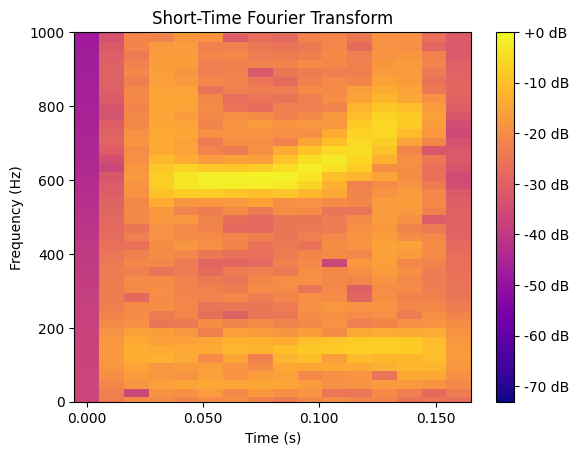 Short-Time Fourier Transform
1000
800
600
400
200
0
Frequency (Hz)
0.000
0.050
0.100
0.150
Time (s)
+0 dB
-10 dB
-20 dB
-30 dB
-40 dB
-50 dB
-60 dB
-70 dB